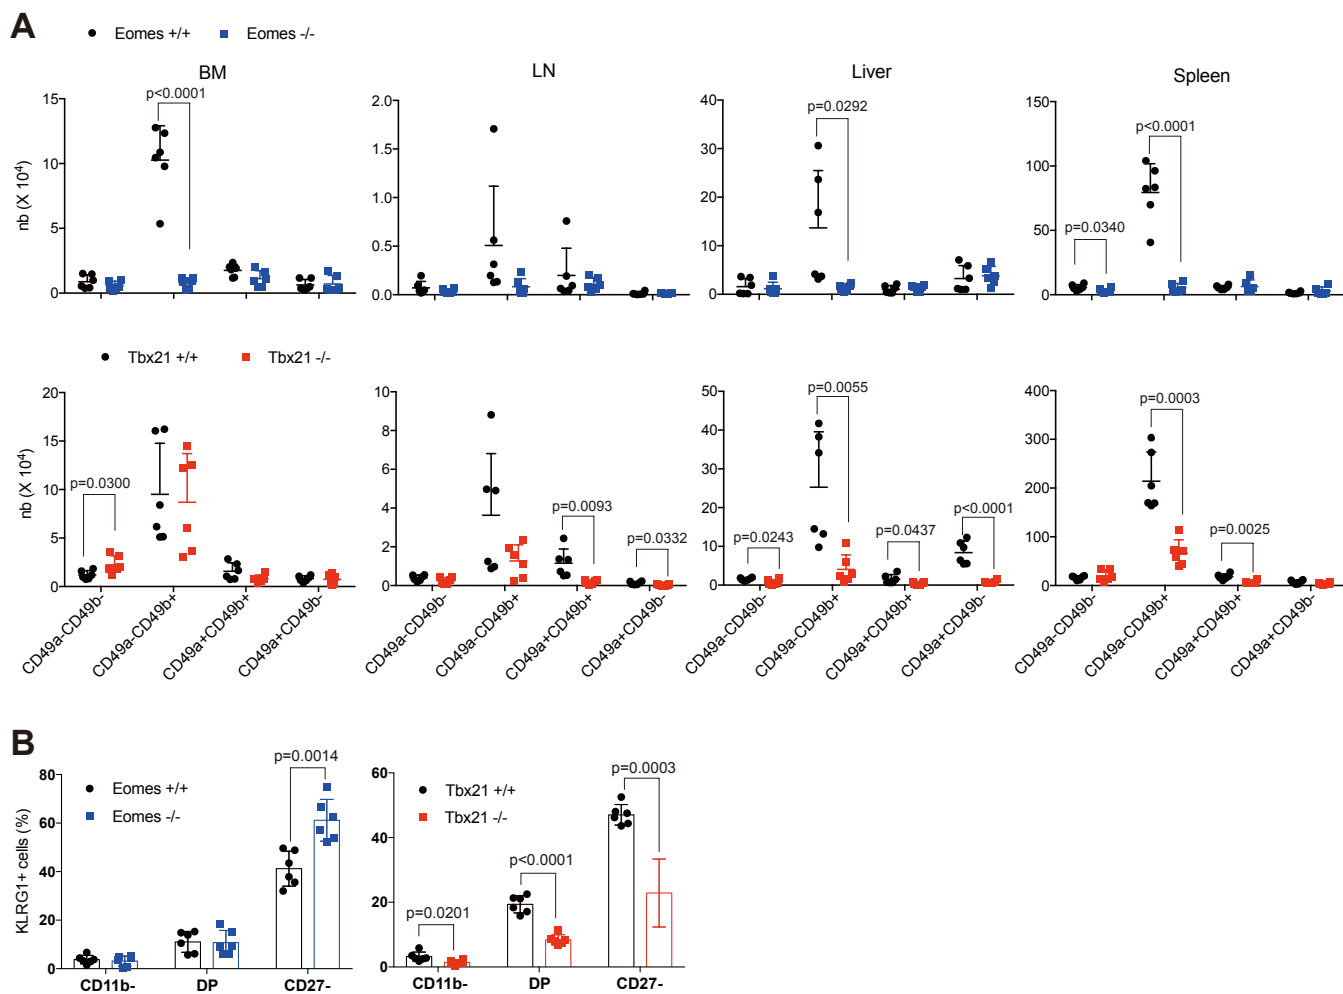 A
Eomes +/+
Eomes -/-
BM
LN
Liver
Spleen
nb (X 10⁴)
15
10
5
0
p<0.0001
2.0
1.5
1.0
0.5
0.0
40
30
20
10
0
p=0.0292
150
100
50
0
p=0.0340
p<0.0001
Tbx21 +/+
Tbx21 -/-
nb (X 10⁴)
20
15
10
5
0
p=0.0300
10
8
6
4
2
0
p=0.0093
p=0.0332
50
40
30
20
10
0
p=0.0243
p=0.0055
p=0.0437
p<0.0001
400
300
200
100
0
p=0.0003
p=0.0025
CD49a-CD49b-
CD49a-CD49b+
CD49a+CD49b+
CD49a+CD49b-
CD49a-CD49b-
CD49a-CD49b+
CD49a+CD49b+
CD49a+CD49b-
CD49a-CD49b-
CD49a-CD49b+
CD49a+CD49b+
CD49a+CD49b-
CD49a-CD49b-
CD49a-CD49b+
CD49a+CD49b+
CD49a+CD49b-
B
KLRG1+ cells (%)
80
60
40
20
0
Eomes +/+
Eomes -/-
p=0.0014
CD11b-
DP
CD27-
60
40
20
0
Tbx21 +/+
Tbx21 -/-
p=0.0201
p<0.0001
p=0.0003
CD11b-
DP
CD27-